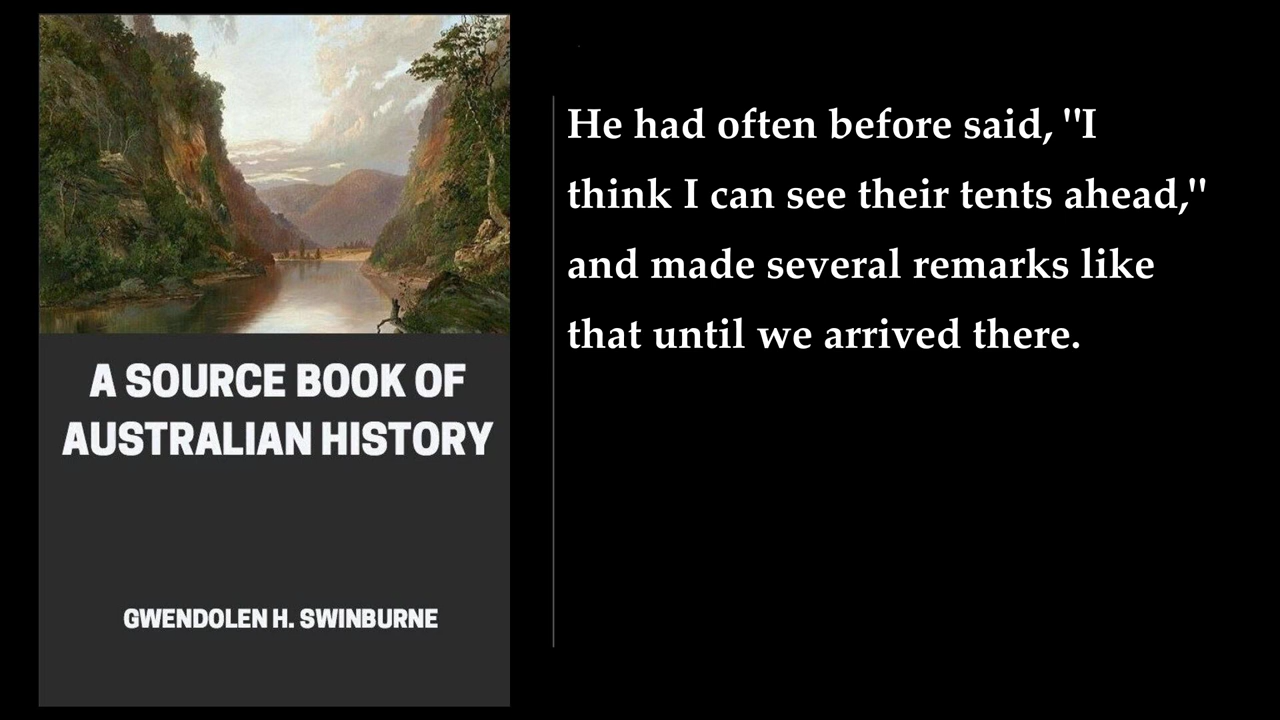 A SOURCE BOOK OF
AUSTRALIAN HISTORY
GWENDOLEN H. SWINBURNE
He had often before said, "I
think I can see their tents ahead,"
and made several remarks like
that until we arrived there.